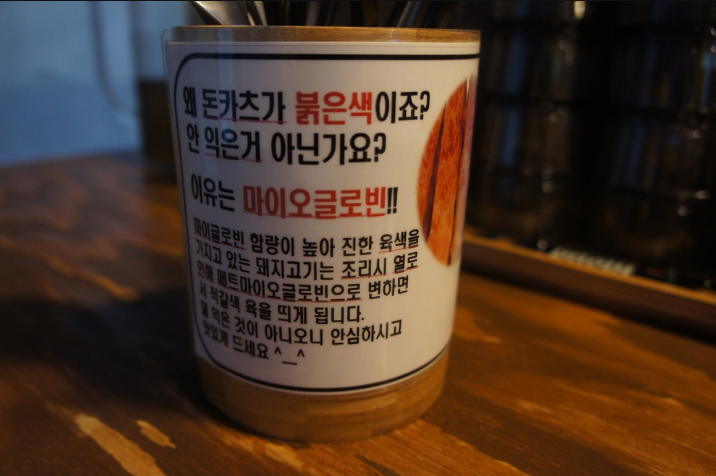 왜 돈카츠가 붉은색이죠?
안 익은거 아닌가요?
이유는 마이오글로빈!!
마이글로빈 함량이 높아 진한 육색을
가지고 있는 돼지고기는 조리시 열로
인해 메트마이오글로빈으로 변하면
서 적갈색 육을 띄게 됩니다.
덜 익은 것이 아니오니 안심하시고
맛있게 드세요 ^__^